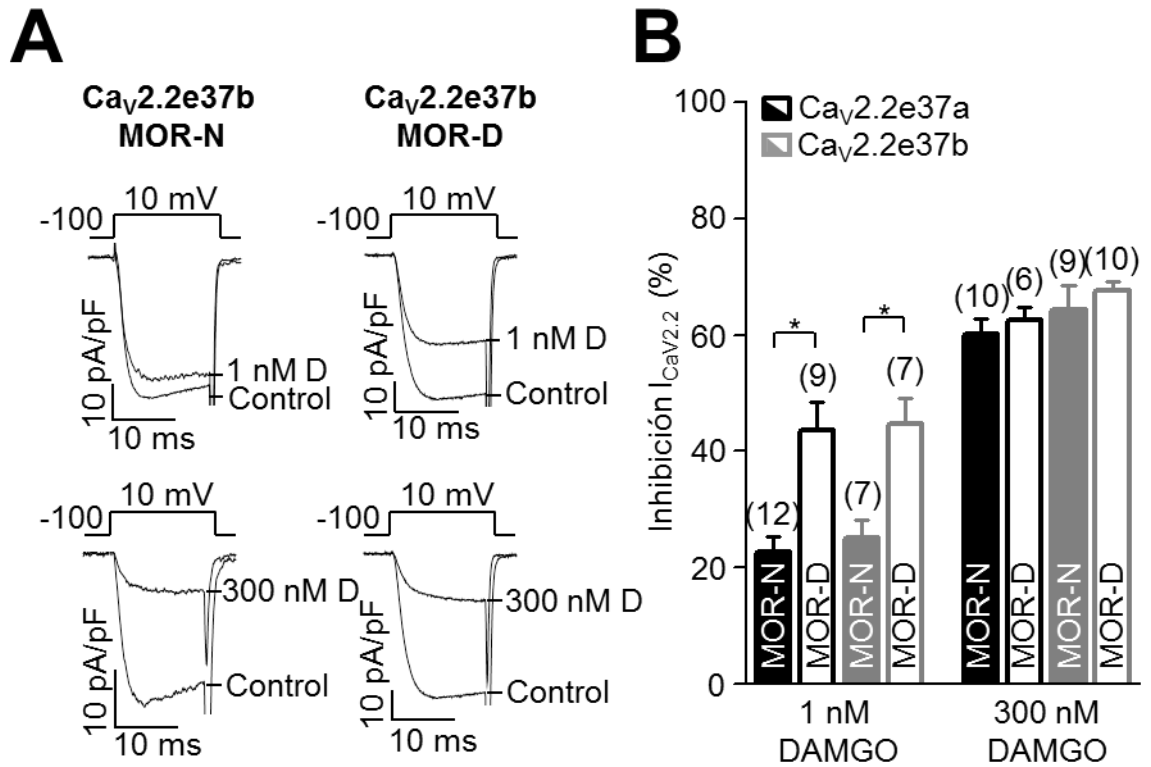 A
CaV2.2e37b
MOR-N
CaV2.2e37b
MOR-D
-100
10 mV
10 pA/pF
1 nM D
Control
10 ms
-100
10 mV
10 pA/pF
1 nM D
Control
10 ms
-100
10 mV
10 pA/pF
300 nM D
Control
10 ms
-100
10 mV
10 pA/pF
300 nM D
Control
10 ms
B
CaV2.2e37a
CaV2.2e37b
Inhibición ICaV2.2 (%)
100
80
60
40
20
0
(12)
(9)
(7)
(7)
(10)
(6)
(9)
(10)
*
*
MOR-N
MOR-D
MOR-N
MOR-D
MOR-N
MOR-D
MOR-N
MOR-D
1 nM
DAMGO
300 nM
DAMGO